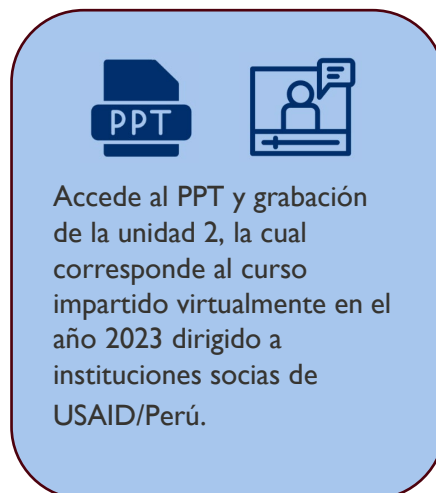 PPT
Accede al PPT y grabación
de la unidad 2, la cual
corresponde al curso
impartido virtualmente en el
año 2023 dirigido a
instituciones socias de
USAID/Perú.